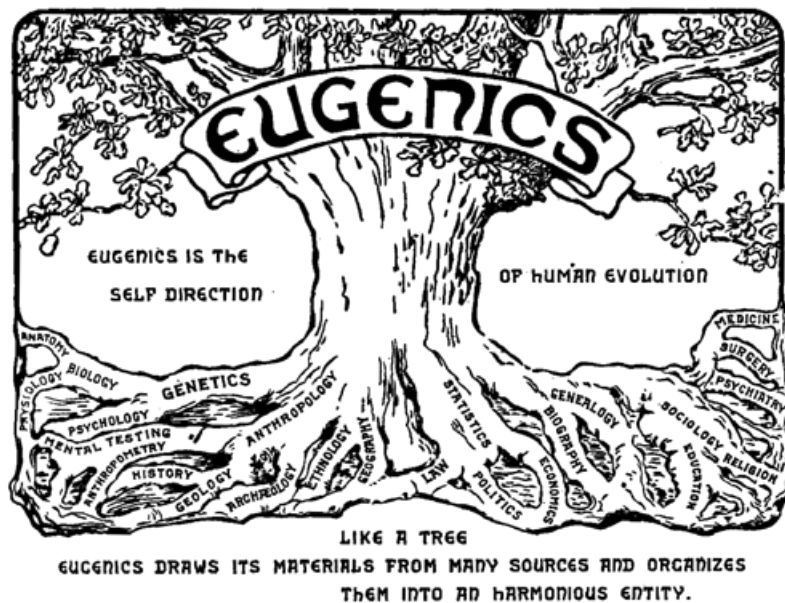 EUGENICS
EUGENICS IS THE
SELF DIRECTION
OF HUMAN EVOLUTION
ANATOMY
BIOLOGY
PHYSIOLOGY
GENETICS
PSYCHOLOGY
MENTAL TESTING
ANTHROPOMETRY
HISTORY
GEOLOGY
ANTHROPOLOGY
ARCHÆOLOGY
ETHNOLOGY
GEOGRAPHY
LAW
STATISTICS
POLITICS
ECONOMICS
BIOGRAPHY
GENEALOGY
EDUCATION
SOCIOLOGY
RELIGION
PSYCHIATRY
SURGERY
MEDICINE
LIKE A TREE
EUGENICS DRAWS ITS MATERIALS FROM MANY SOURCES AND ORGANIZES
THEM INTO AN HARMONIOUS ENTITY.